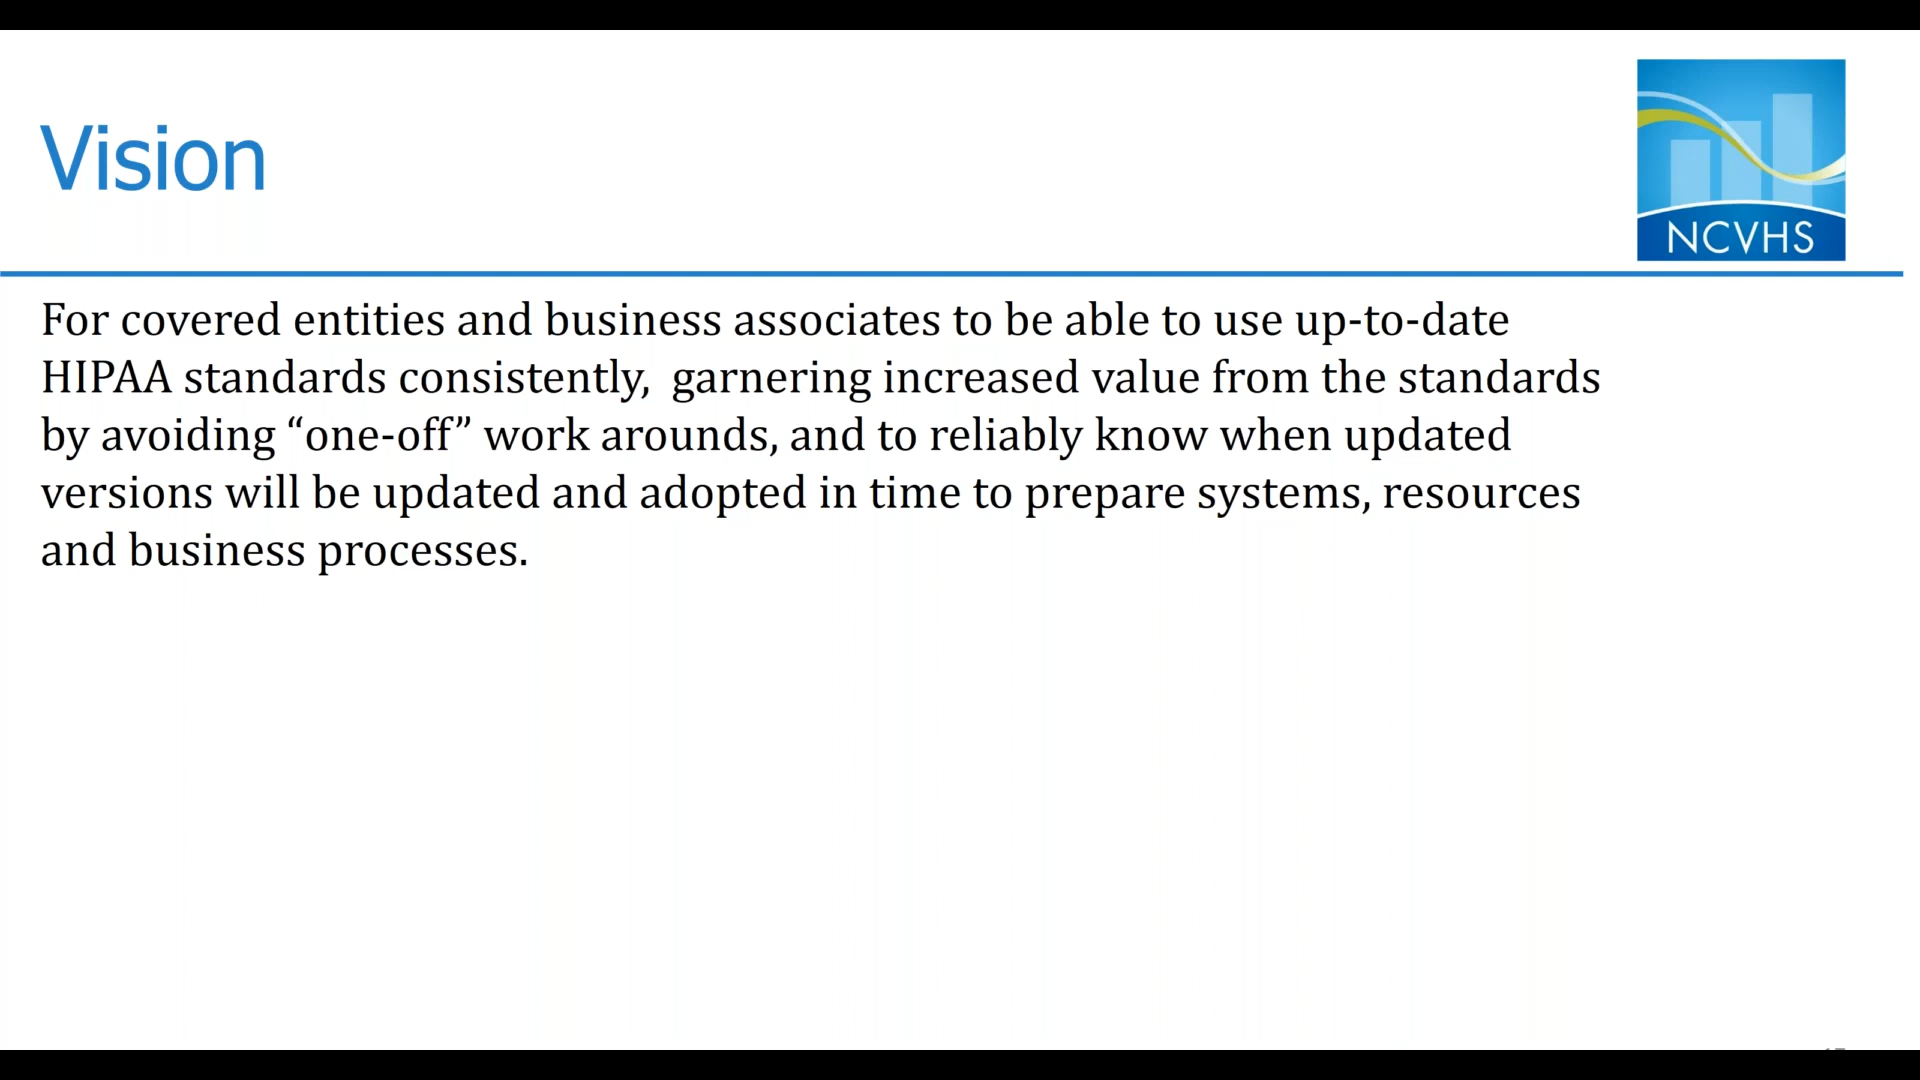 Vision
NCVHS
For covered entities and business associates to be able to use up-to-date
HIPAA standards consistently,  garnering increased value from the standards
by avoiding “one-off” work arounds, and to reliably know when updated
versions will be updated and adopted in time to prepare systems, resources
and business processes.